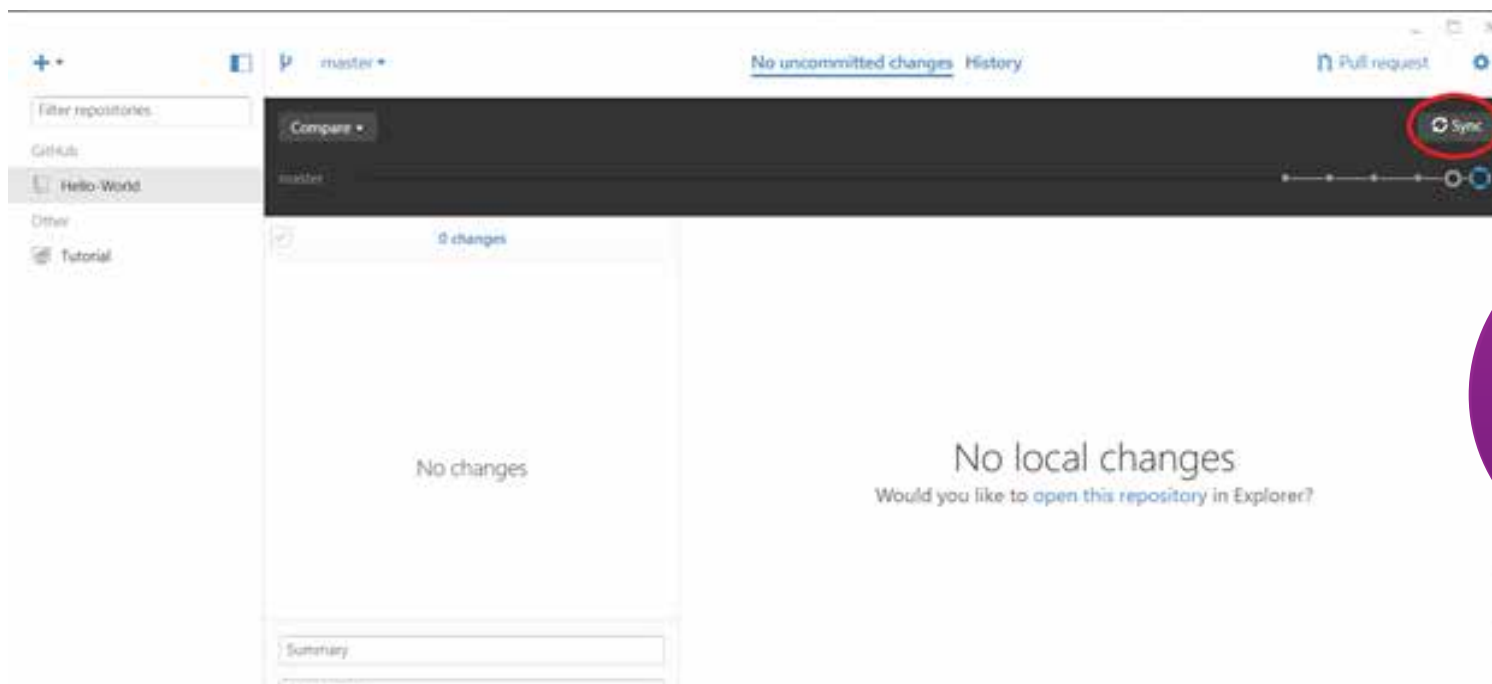 master
No uncommitted changes History
Pull request
Filter repositories
Compare
Sync
GitHub
Hello-World
master
Other
Tutorial
0 changes
No changes
No local changes
Would you like to open this repository in Explorer?
Summary